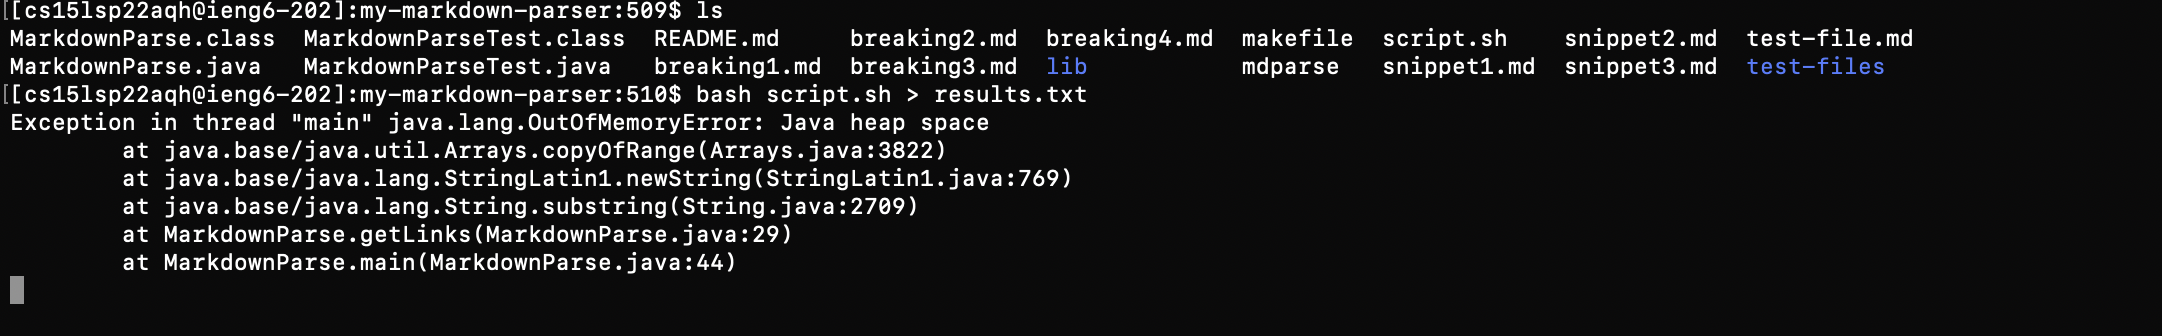 [[cs15lsp22aqh@ieng6-202]:my-markdown-parser:509$ ls
MarkdownParse.class  MarkdownParseTest.class  README.md     breaking2.md  breaking4.md  makefile  script.sh    snippet2.md  test-file.md
MarkdownParse.java   MarkdownParseTest.java   breaking1.md  breaking3.md  lib           mdparse   snippet1.md  snippet3.md  test-files
[[cs15lsp22aqh@ieng6-202]:my-markdown-parser:510$ bash script.sh > results.txt
Exception in thread "main" java.lang.OutOfMemoryError: Java heap space
        at java.base/java.util.Arrays.copyOfRange(Arrays.java:3822)
        at java.base/java.lang.StringLatin1.newString(StringLatin1.java:769)
        at java.base/java.lang.String.substring(String.java:2709)
        at MarkdownParse.getLinks(MarkdownParse.java:29)
        at MarkdownParse.main(MarkdownParse.java:44)